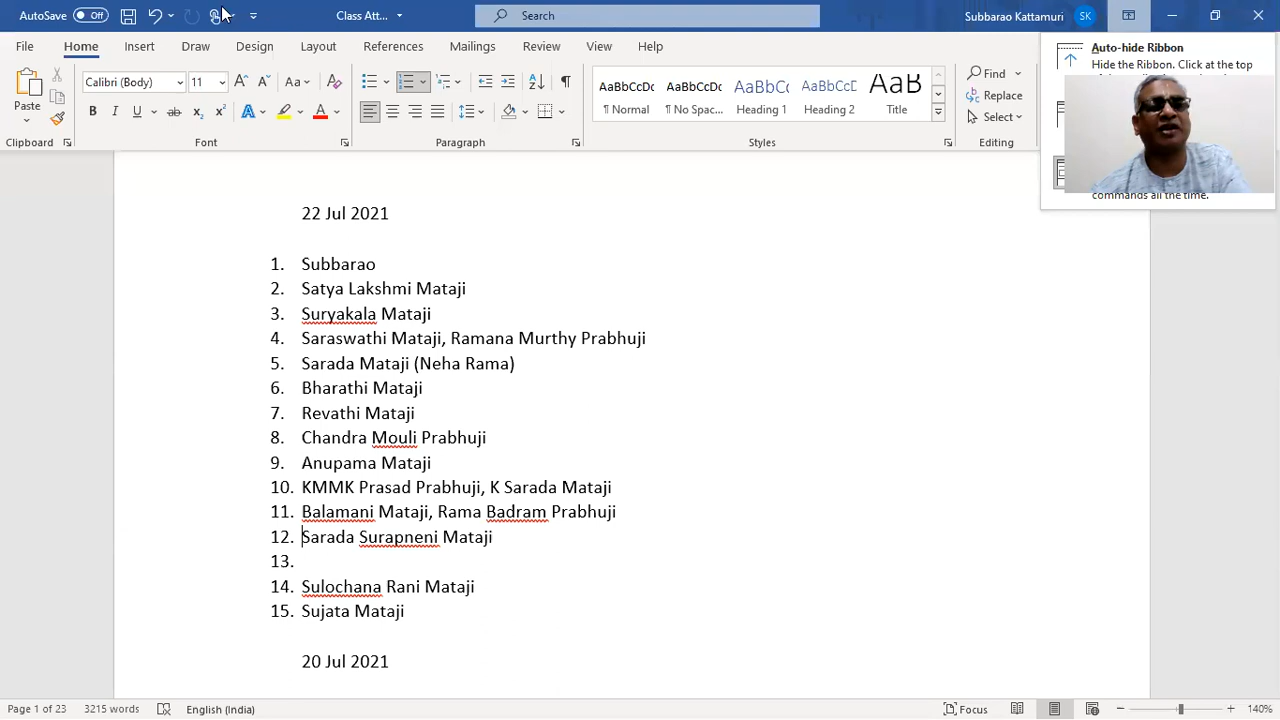 AutoSave Off Class Att... Search Subbarao Kattamuri SK
File Home Insert Draw Design Layout References Mailings Review View Help
Auto-hide Ribbon
Hide the Ribbon. Click at the top
commands all the time.
Paste Calibri (Body) 11 Aa A A A
B I U ab x₂ x² A A
AaBbCcDc AaBbCcDc AaBbCc AaBbCcD AaB
¶ Normal ¶ No Spac... Heading 1 Heading 2 Title
Find
Replace
Select
Clipboard Font Paragraph Styles Editing
22 Jul 2021
1. Subbarao
2. Satya Lakshmi Mataji
3. Suryakala Mataji
4. Saraswathi Mataji, Ramana Murthy Prabhuji
5. Sarada Mataji (Neha Rama)
6. Bharathi Mataji
7. Revathi Mataji
8. Chandra Mouli Prabhuji
9. Anupama Mataji
10. KMMK Prasad Prabhuji, K Sarada Mataji
11. Balamani Mataji, Rama Badram Prabhuji
12. Sarada Surapneni Mataji
13.
14. Sulochana Rani Mataji
15. Sujata Mataji
20 Jul 2021
Page 1 of 23 3215 words English (India) Focus 140%